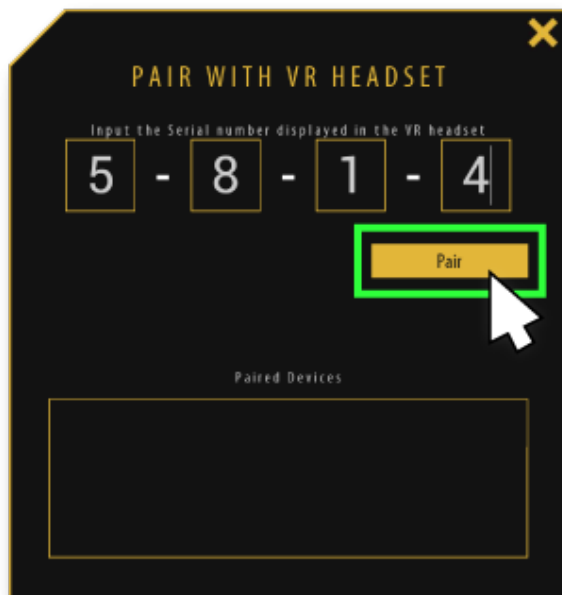 PAIR WITH VR HEADSET
Input the Serial number displayed in the VR headset
5 - 8 - 1 - 4
Pair
Paired Devices